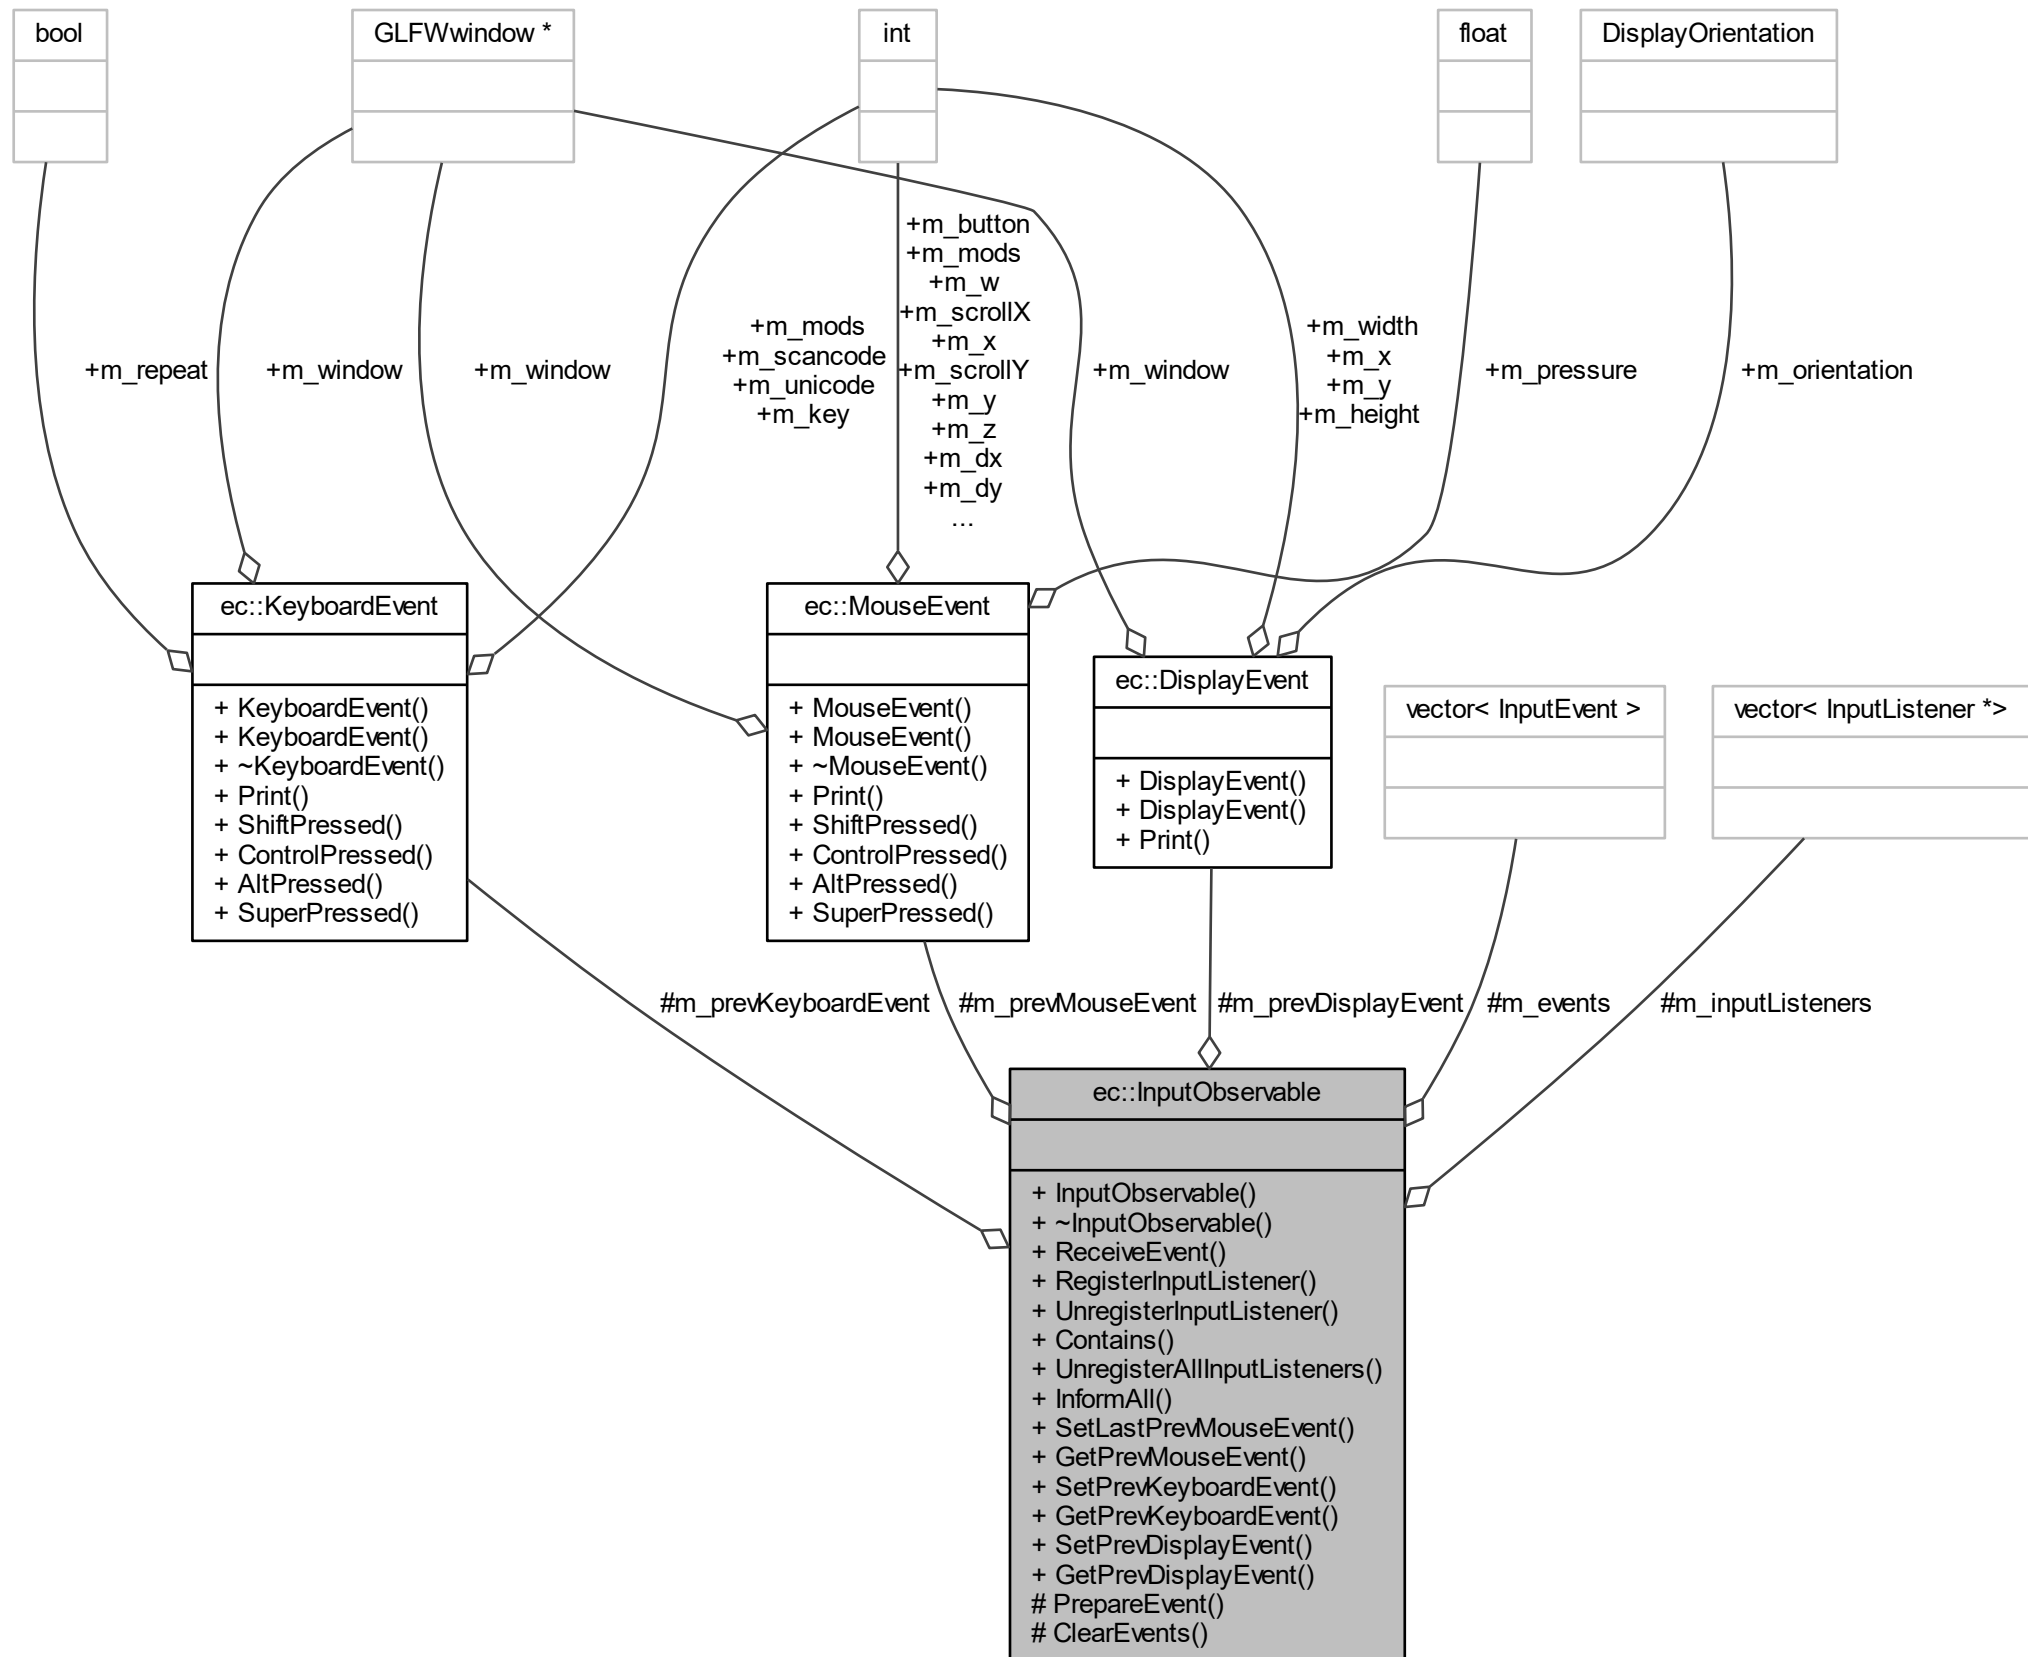 bool
GLFWwindow *
int
float
DisplayOrientation
+m_repeat
+m_window
+m_window
+m_mods
+m_scancode
+m_unicode
+m_key
+m_button
+m_mods
+m_w
+m_scrollX
+m_x
+m_scrollY
+m_y
+m_z
+m_dx
+m_dy
...
+m_window
+m_width
+m_x
+m_y
+m_height
+m_pressure
+m_orientation
ec::KeyboardEvent
+ KeyboardEvent()
+ KeyboardEvent()
+ ~KeyboardEvent()
+ Print()
+ ShiftPressed()
+ ControlPressed()
+ AltPressed()
+ SuperPressed()
ec::MouseEvent
+ MouseEvent()
+ MouseEvent()
+ ~MouseEvent()
+ Print()
+ ShiftPressed()
+ ControlPressed()
+ AltPressed()
+ SuperPressed()
ec::DisplayEvent
+ DisplayEvent()
+ DisplayEvent()
+ Print()
vector< InputEvent >
vector< InputListener *>
#m_prevKeyboardEvent
#m_prevMouseEvent
#m_prevDisplayEvent
#m_events
#m_inputListeners
ec::InputObservable
+ InputObservable()
+ ~InputObservable()
+ ReceiveEvent()
+ RegisterInputListener()
+ UnregisterInputListener()
+ Contains()
+ UnregisterAllInputListeners()
+ InformAll()
+ SetLastPrevMouseEvent()
+ GetPrevMouseEvent()
+ SetPrevKeyboardEvent()
+ GetPrevKeyboardEvent()
+ SetPrevDisplayEvent()
+ GetPrevDisplayEvent()
# PrepareEvent()
# ClearEvents()